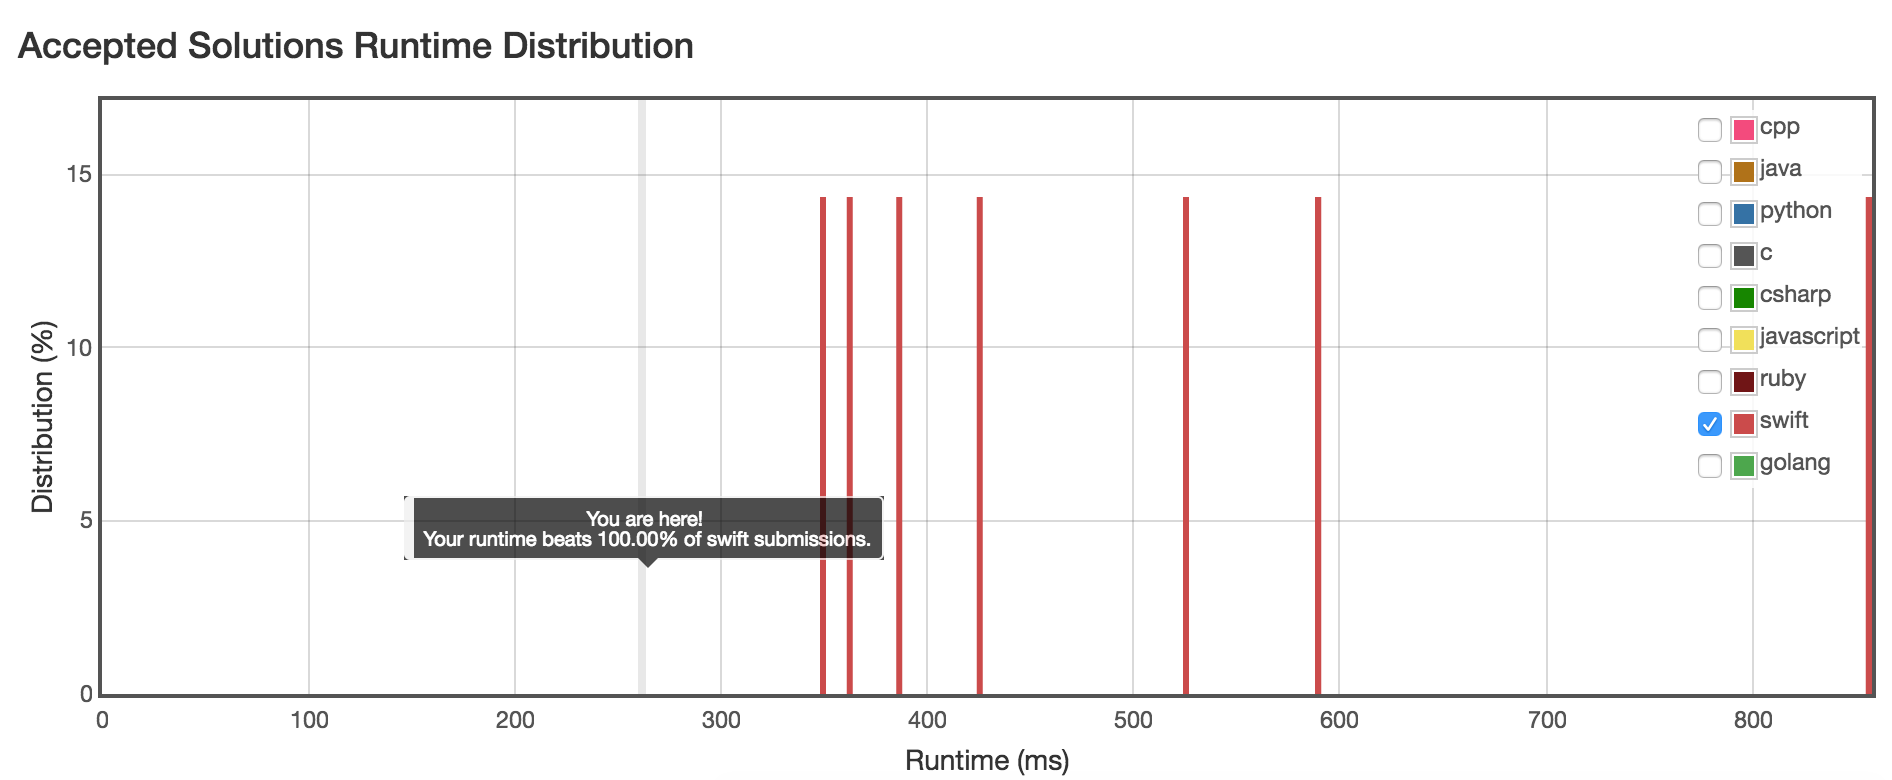 Accepted Solutions Runtime Distribution
15
10
5
0
Distribution (%)
You are here!
Your runtime beats 100.00% of swift submissions.
cpp
java
python
c
csharp
javascript
ruby
swift
golang
0 100 200 300 400 500 600 700 800
Runtime (ms)